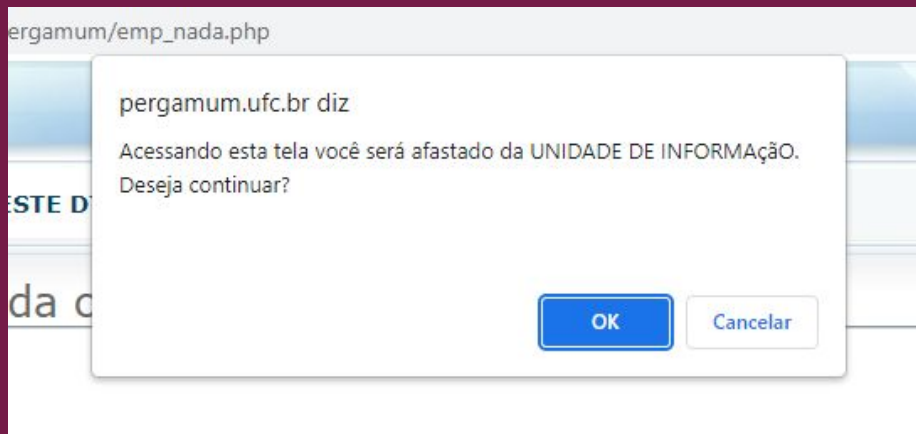 ergamum/emp_nada.php
pergamum.ufc.br diz
Acessando esta tela você será afastado da UNIDADE DE INFORMAçãO.
Deseja continuar?
ESTE D
da c
OK Cancelar